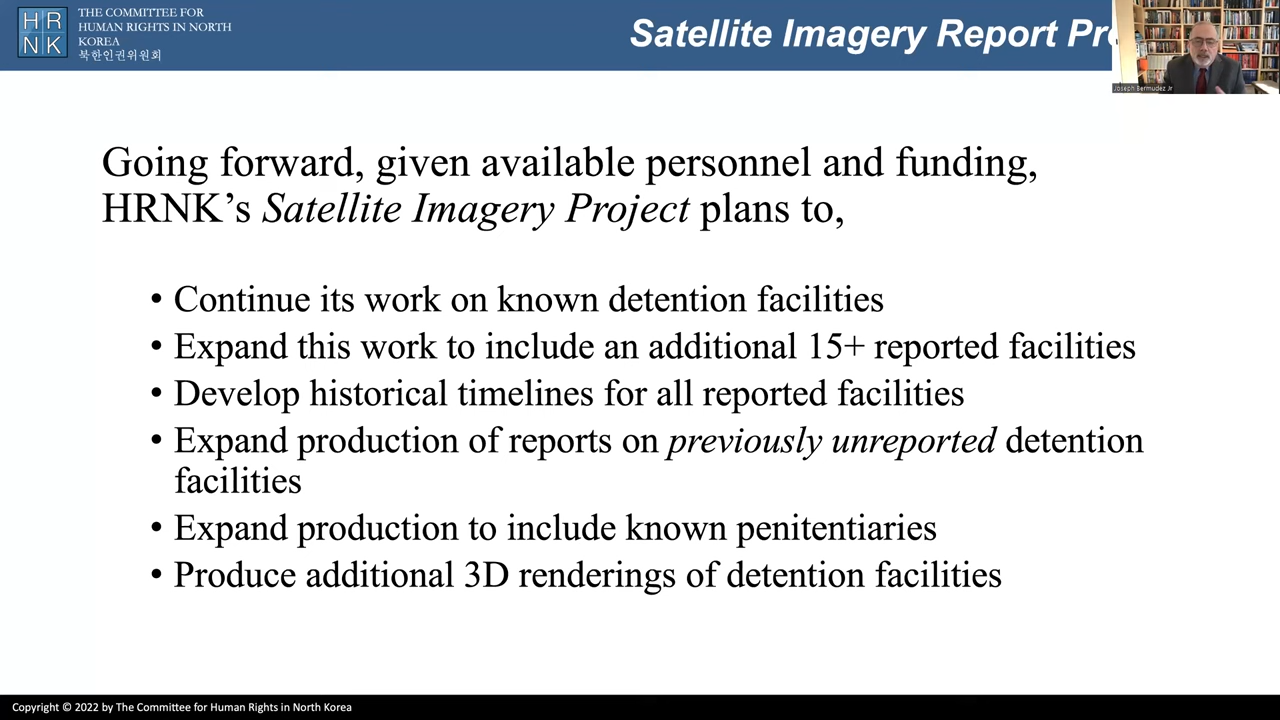 HR
NK
THE COMMITTEE FOR
HUMAN RIGHTS IN NORTH
KOREA
북한인권위원회
Satellite Imagery Report
Joseph Bermudez Jr
Going forward, given available personnel and funding,
HRNK’s Satellite Imagery Project plans to,
• Continue its work on known detention facilities
• Expand this work to include an additional 15+ reported facilities
• Develop historical timelines for all reported facilities
• Expand production of reports on previously unreported detention
facilities
• Expand production to include known penitentiaries
• Produce additional 3D renderings of detention facilities
Copyright © 2022 by The Committee for Human Rights in North Korea